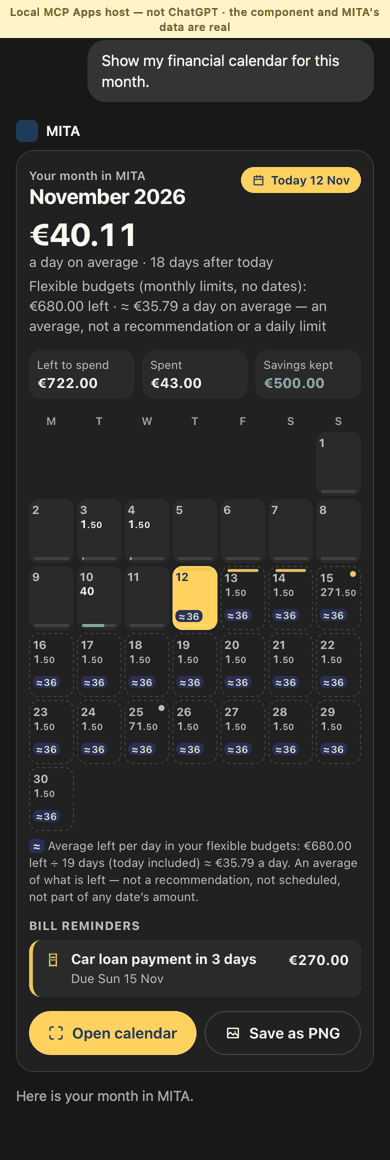 Local MCP Apps host — not ChatGPT · the component and MITA's
data are real
Show my financial calendar for this
month.
MITA
Your month in MITA
November 2026
Today 12 Nov
€40.11
a day on average · 18 days after today
Flexible budgets (monthly limits, no dates):
€680.00 left · ≈ €35.79 a day on average — an
average, not a recommendation or a daily limit
Left to spend
€722.00
Spent
€43.00
Savings kept
€500.00
M T W T F S S
1
2 3 4 5 6 7 8
1.50 1.50
9 10 11 12 13 14 15
40 1.50 1.50 271.50
≈36 ≈36 ≈36 ≈36
16 17 18 19 20 21 22
1.50 1.50 1.50 1.50 1.50 1.50 1.50
≈36 ≈36 ≈36 ≈36 ≈36 ≈36 ≈36
23 24 25 26 27 28 29
1.50 1.50 71.50 1.50 1.50 1.50 1.50
≈36 ≈36 ≈36 ≈36 ≈36 ≈36 ≈36
30
1.50
≈36
≈ Average left per day in your flexible budgets: €680.00
left ÷ 19 days (today included) ≈ €35.79 a day. An average
of what is left — not a recommendation, not scheduled,
not part of any date's amount.
BILL REMINDERS
Car loan payment in 3 days €270.00
Due Sun 15 Nov
Open calendar
Save as PNG
Here is your month in MITA.